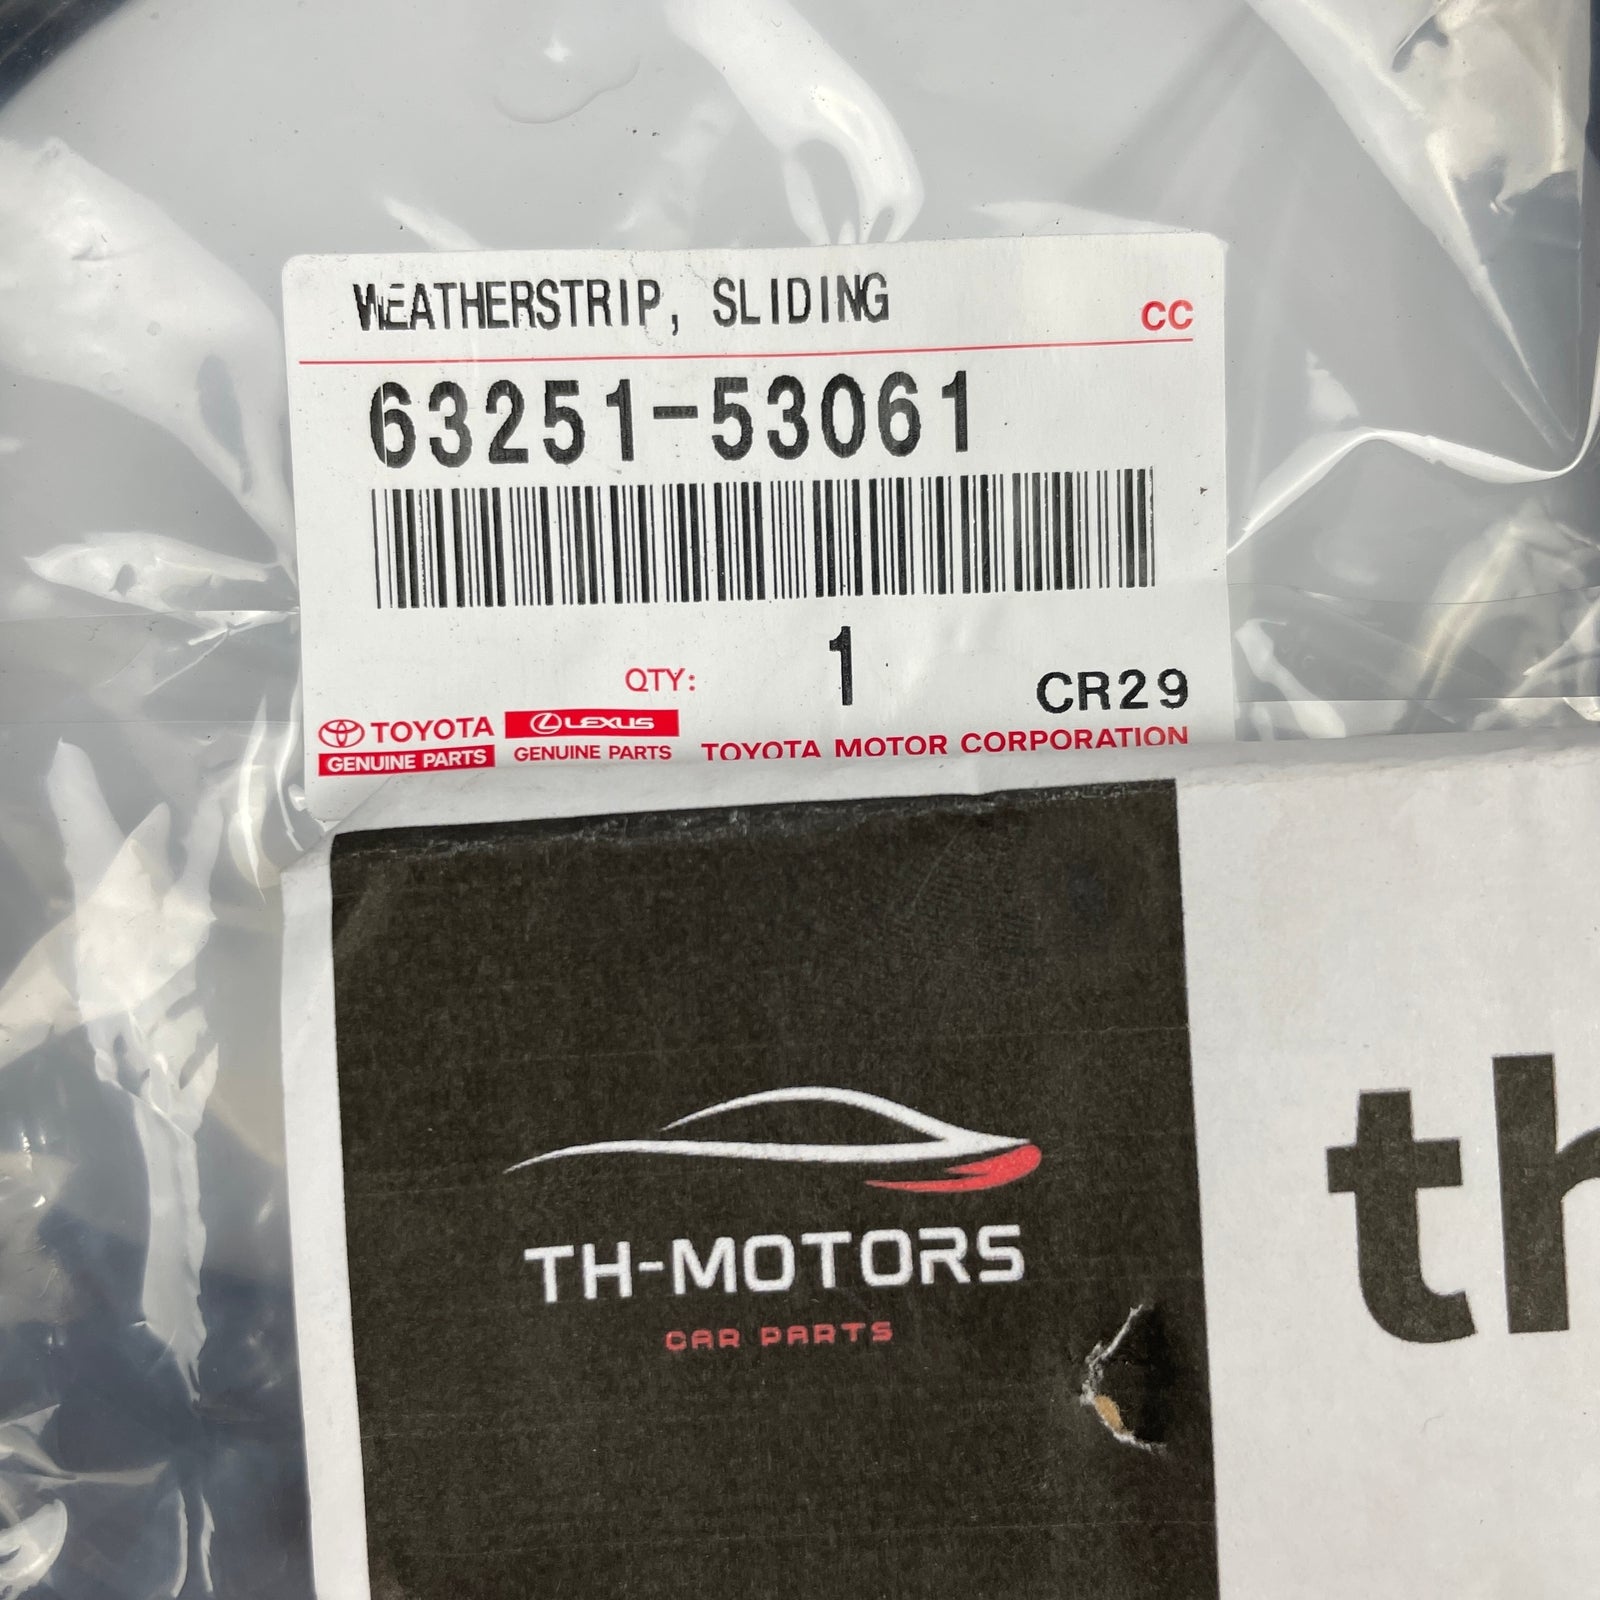 WEATHERSTRIP, SLIDING
CC
63251-53061
QTY: 1
CR29
TOYOTA
GENUINE PARTS
LEXUS
GENUINE PARTS
TOYOTA MOTOR CORPORATION
TH-MOTORS
CAR PARTS
th